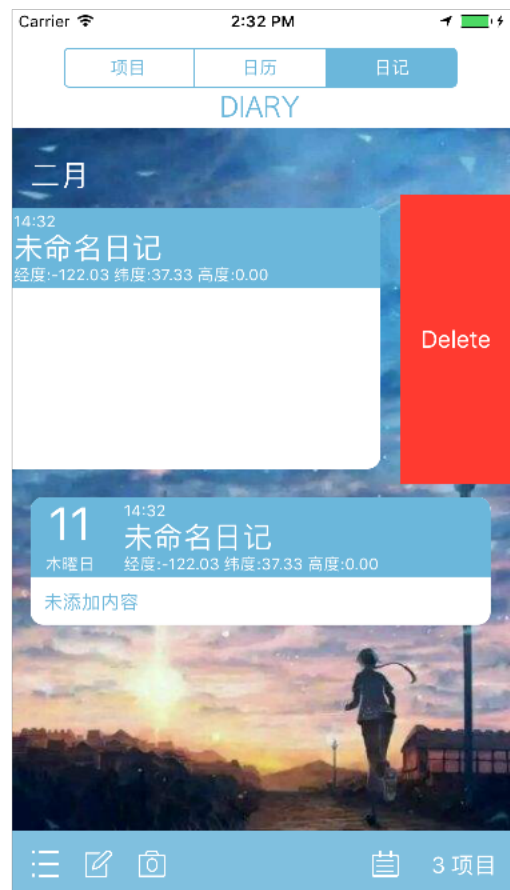 Carrier 2:32 PM
项目 日历 日记
DIARY
二月
14:32
未命名日记
经度:-122.03 纬度:37.33 高度:0.00
Delete
11
木曜日
14:32
未命名日记
经度:-122.03 纬度:37.33 高度:0.00
未添加内容
3 项目